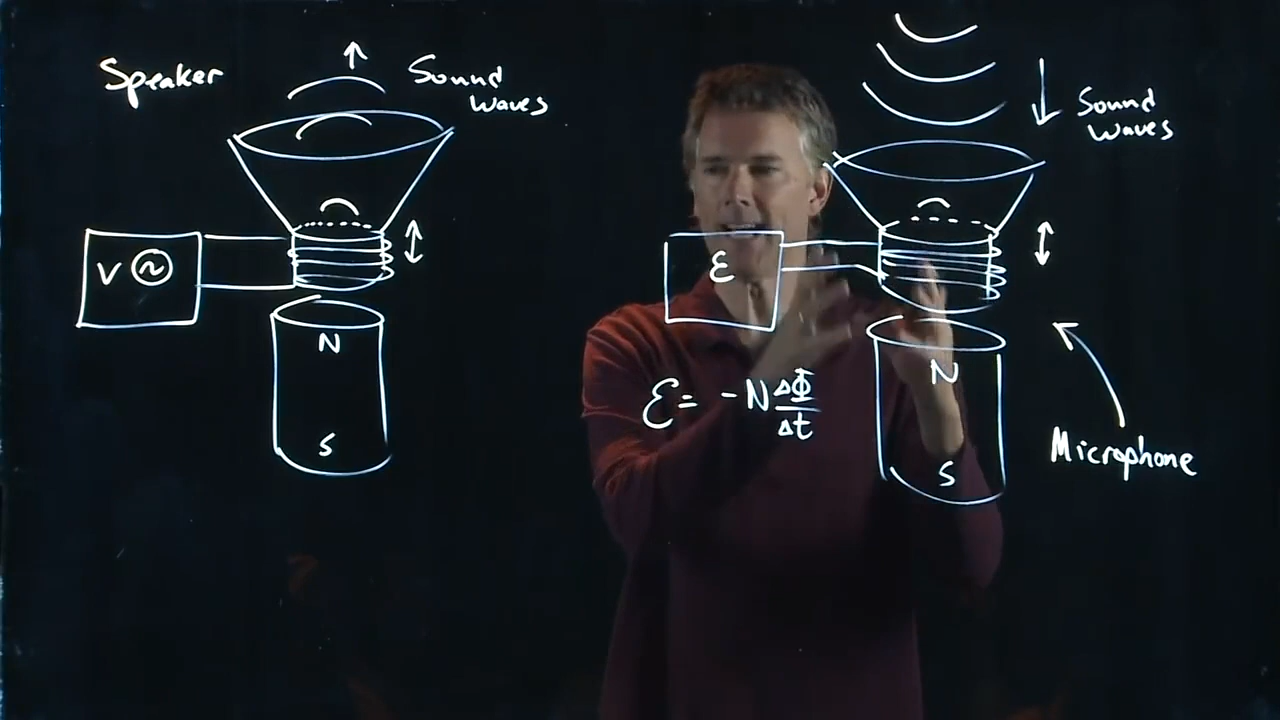 Speaker
Sound
waves
V ~
N
S
Sound
waves
ε
N
S
ε = -N ΔΦ/Δt
Microphone